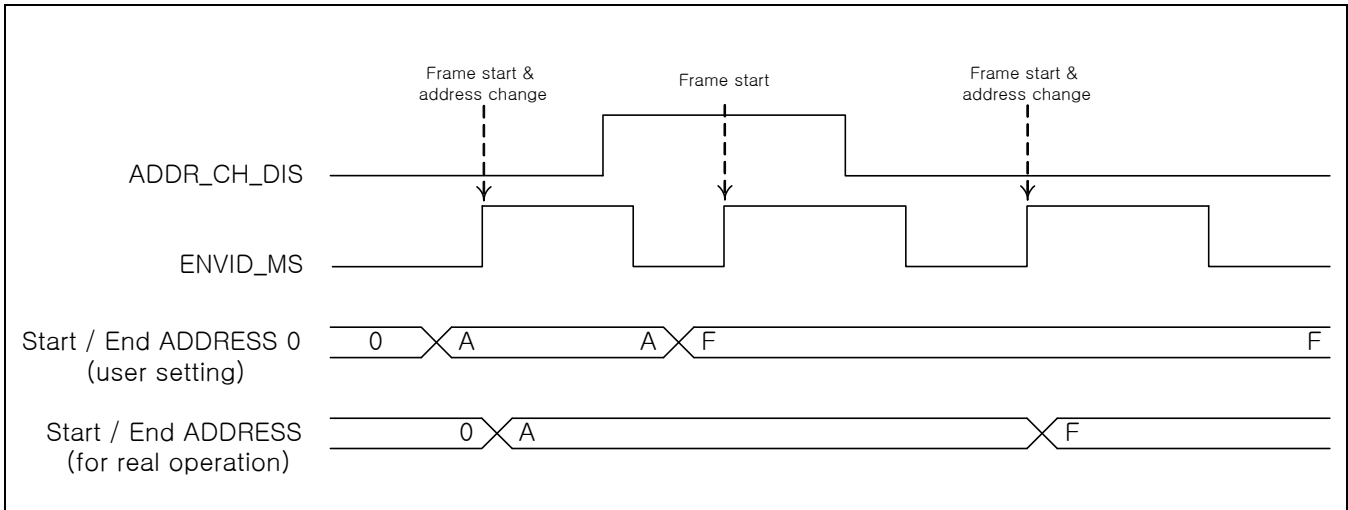 Frame start &
address change
Frame start
Frame start &
address change
ADDR_CH_DIS
ENVID_MS
Start / End ADDRESS 0
(user setting)
0 A A F F
Start / End ADDRESS
(for real operation)
0 A F